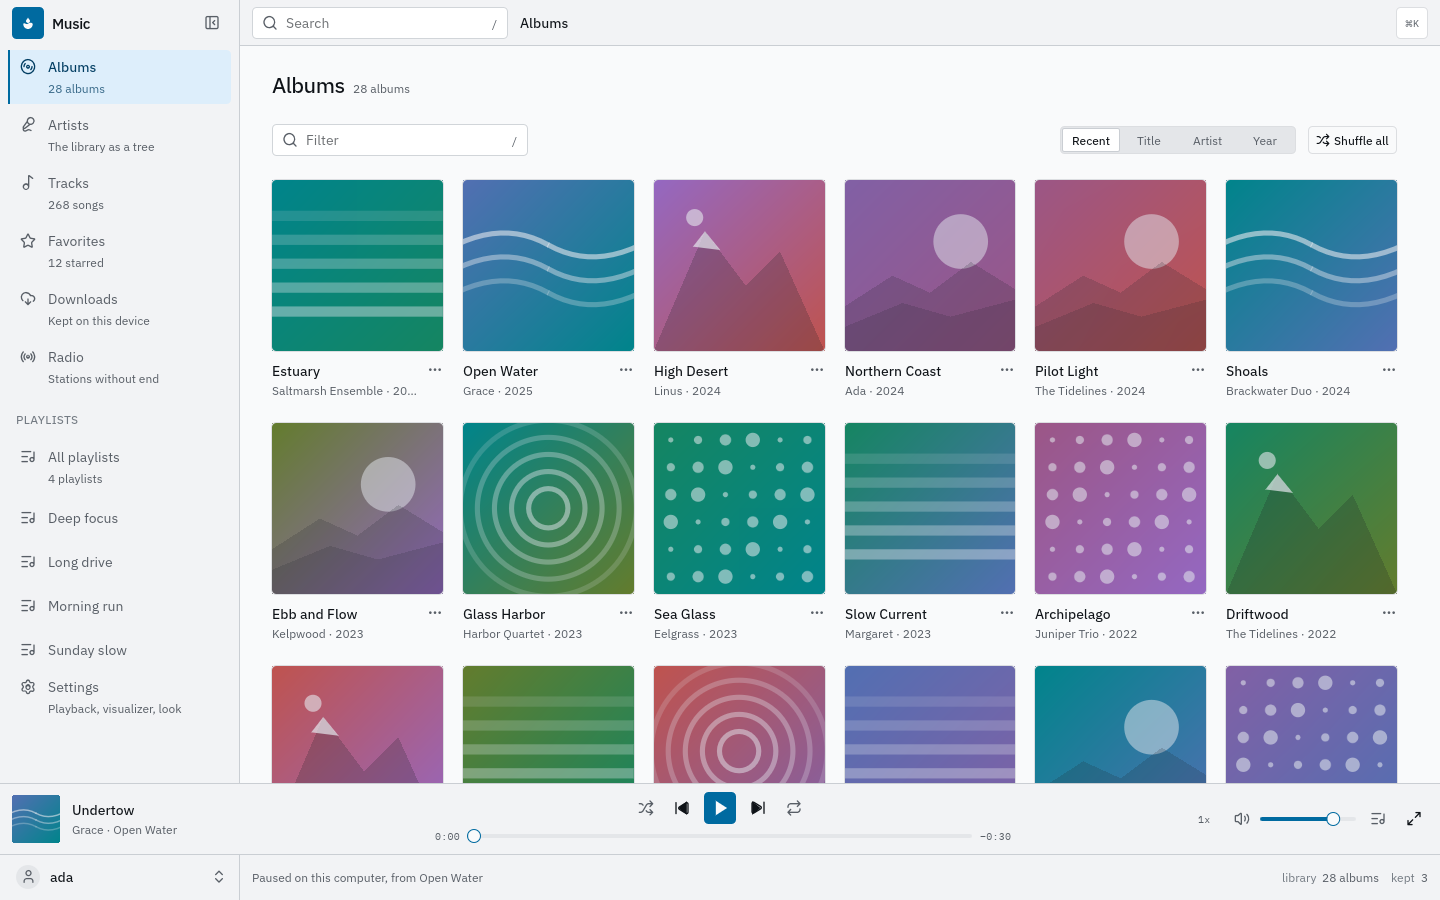 Music
Albums
28 albums
Artists
The library as a tree
Tracks
268 songs
Favorites
12 starred
Downloads
Kept on this device
Radio
Stations without end
PLAYLISTS
All playlists
4 playlists
Deep focus
Long drive
Morning run
Sunday slow
Settings
Playback, visualizer, look
Search /
Albums
⌘K
Albums 28 albums
Filter /
Recent Title Artist Year
Shuffle all
Estuary
Saltmarsh Ensemble · 20…
Open Water
Grace · 2025
High Desert
Linus · 2024
Northern Coast
Ada · 2024
Pilot Light
The Tidelines · 2024
Shoals
Brackwater Duo · 2024
Ebb and Flow
Kelpwood · 2023
Glass Harbor
Harbor Quartet · 2023
Sea Glass
Eelgrass · 2023
Slow Current
Margaret · 2023
Archipelago
Juniper Trio · 2022
Driftwood
The Tidelines · 2022
Undertow
Grace · Open Water
0:00
−0:30
1x
ada
Paused on this computer, from Open Water
library 28 albums kept 3